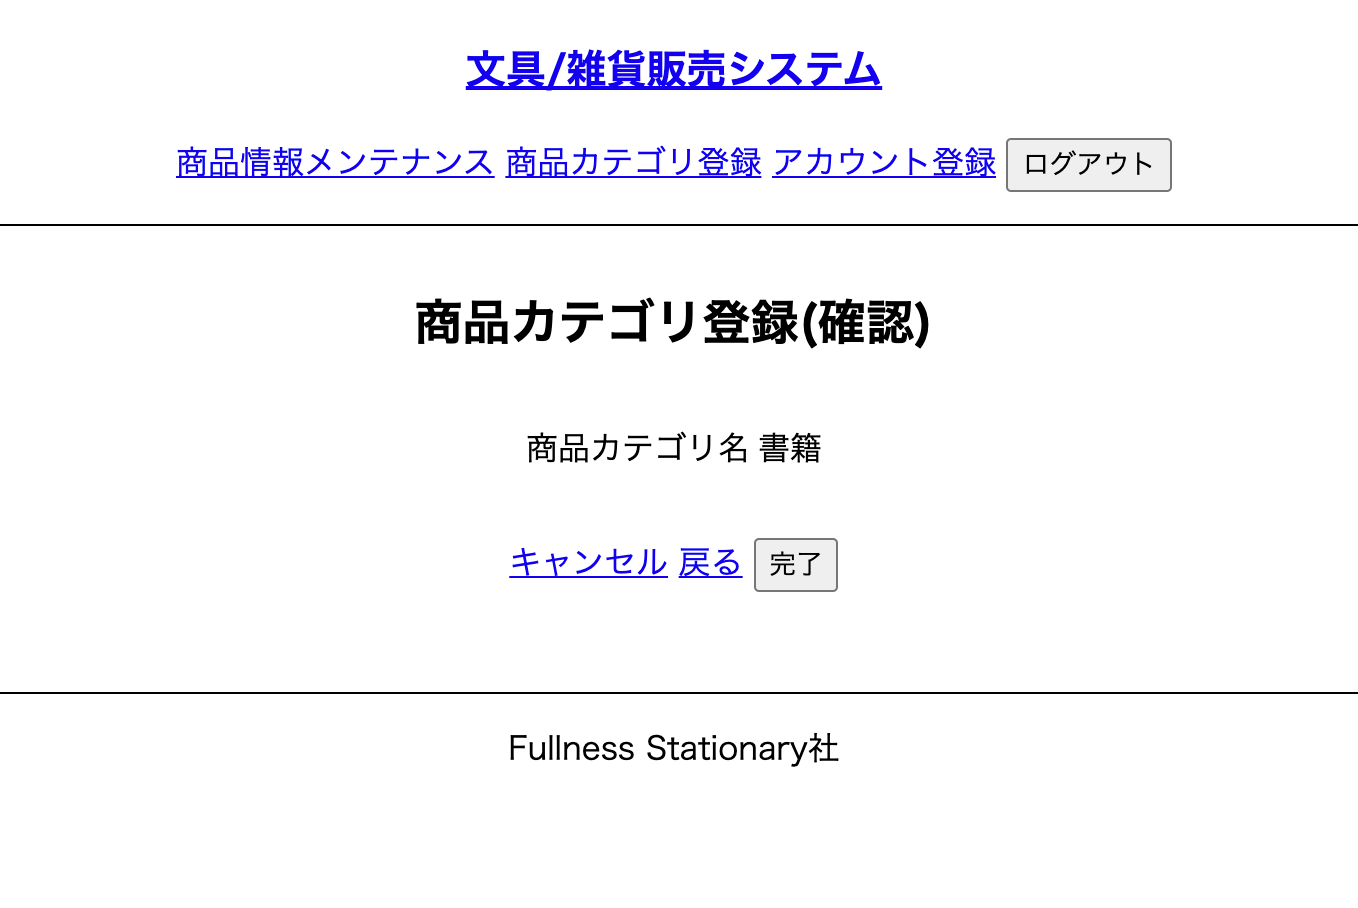 文具/雑貨販売システム
商品情報メンテナンス 商品カテゴリ登録 アカウント登録 ログアウト
商品カテゴリ登録(確認)
商品カテゴリ名 書籍
キャンセル 戻る 完了
Fullness Stationary社